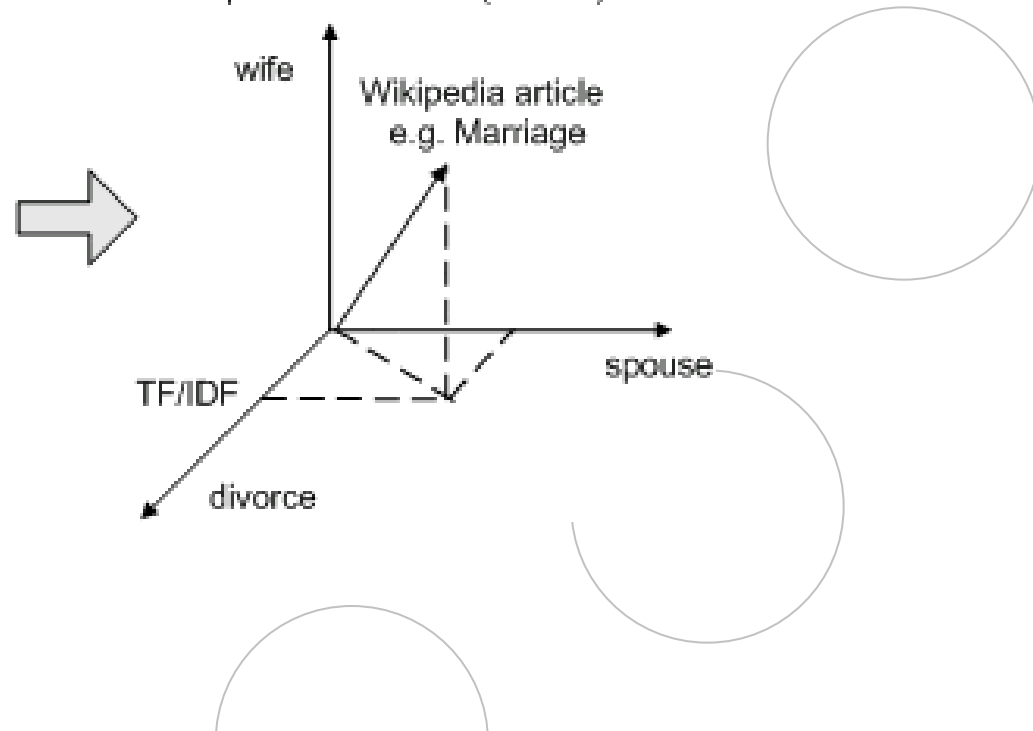 wife
Wikipedia article
e.g. Marriage
spouse
TF/IDF
divorce